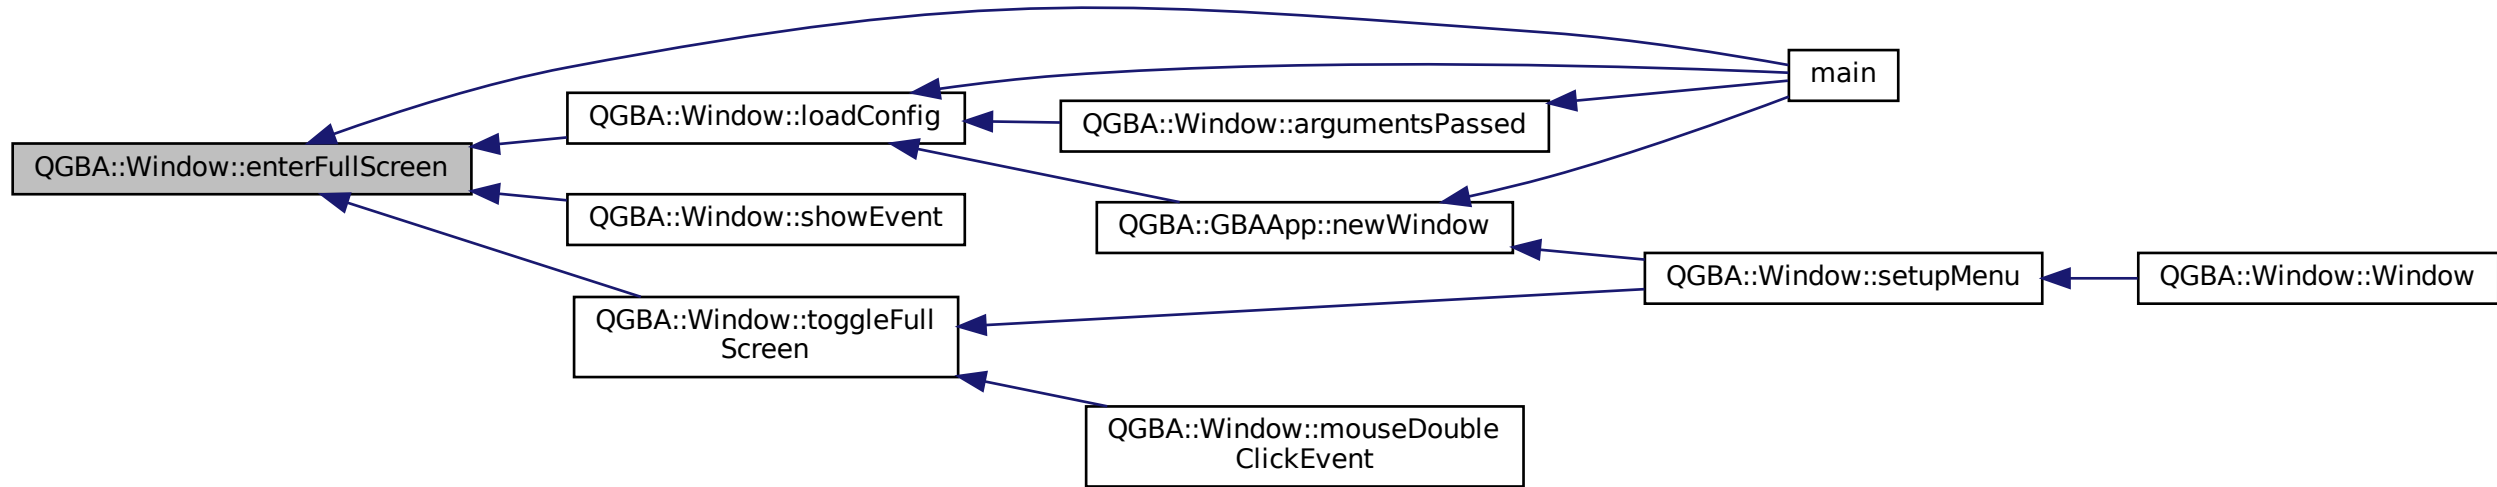 main
QGBA::Window::loadConfig
QGBA::Window::argumentsPassed
QGBA::Window::enterFullScreen
QGBA::Window::showEvent
QGBA::GBAApp::newWindow
QGBA::Window::setupMenu
QGBA::Window::Window
QGBA::Window::toggleFull
Screen
QGBA::Window::mouseDouble
ClickEvent